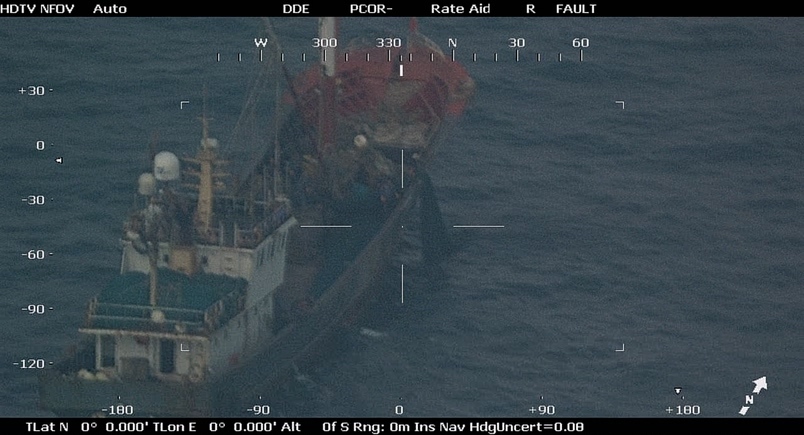 HDTV NFOV Auto DDE PCOR- Rate Aid R FAULT
W 300 330 N 30 60
+30
0
-30
-60
-90
-120
-180 -90 0 +90 +180
N
TLat N 0° 0.000' TLon E 0° 0.000' Alt 0f S Rng: 0m Ins Nav HdgUncert=0.08